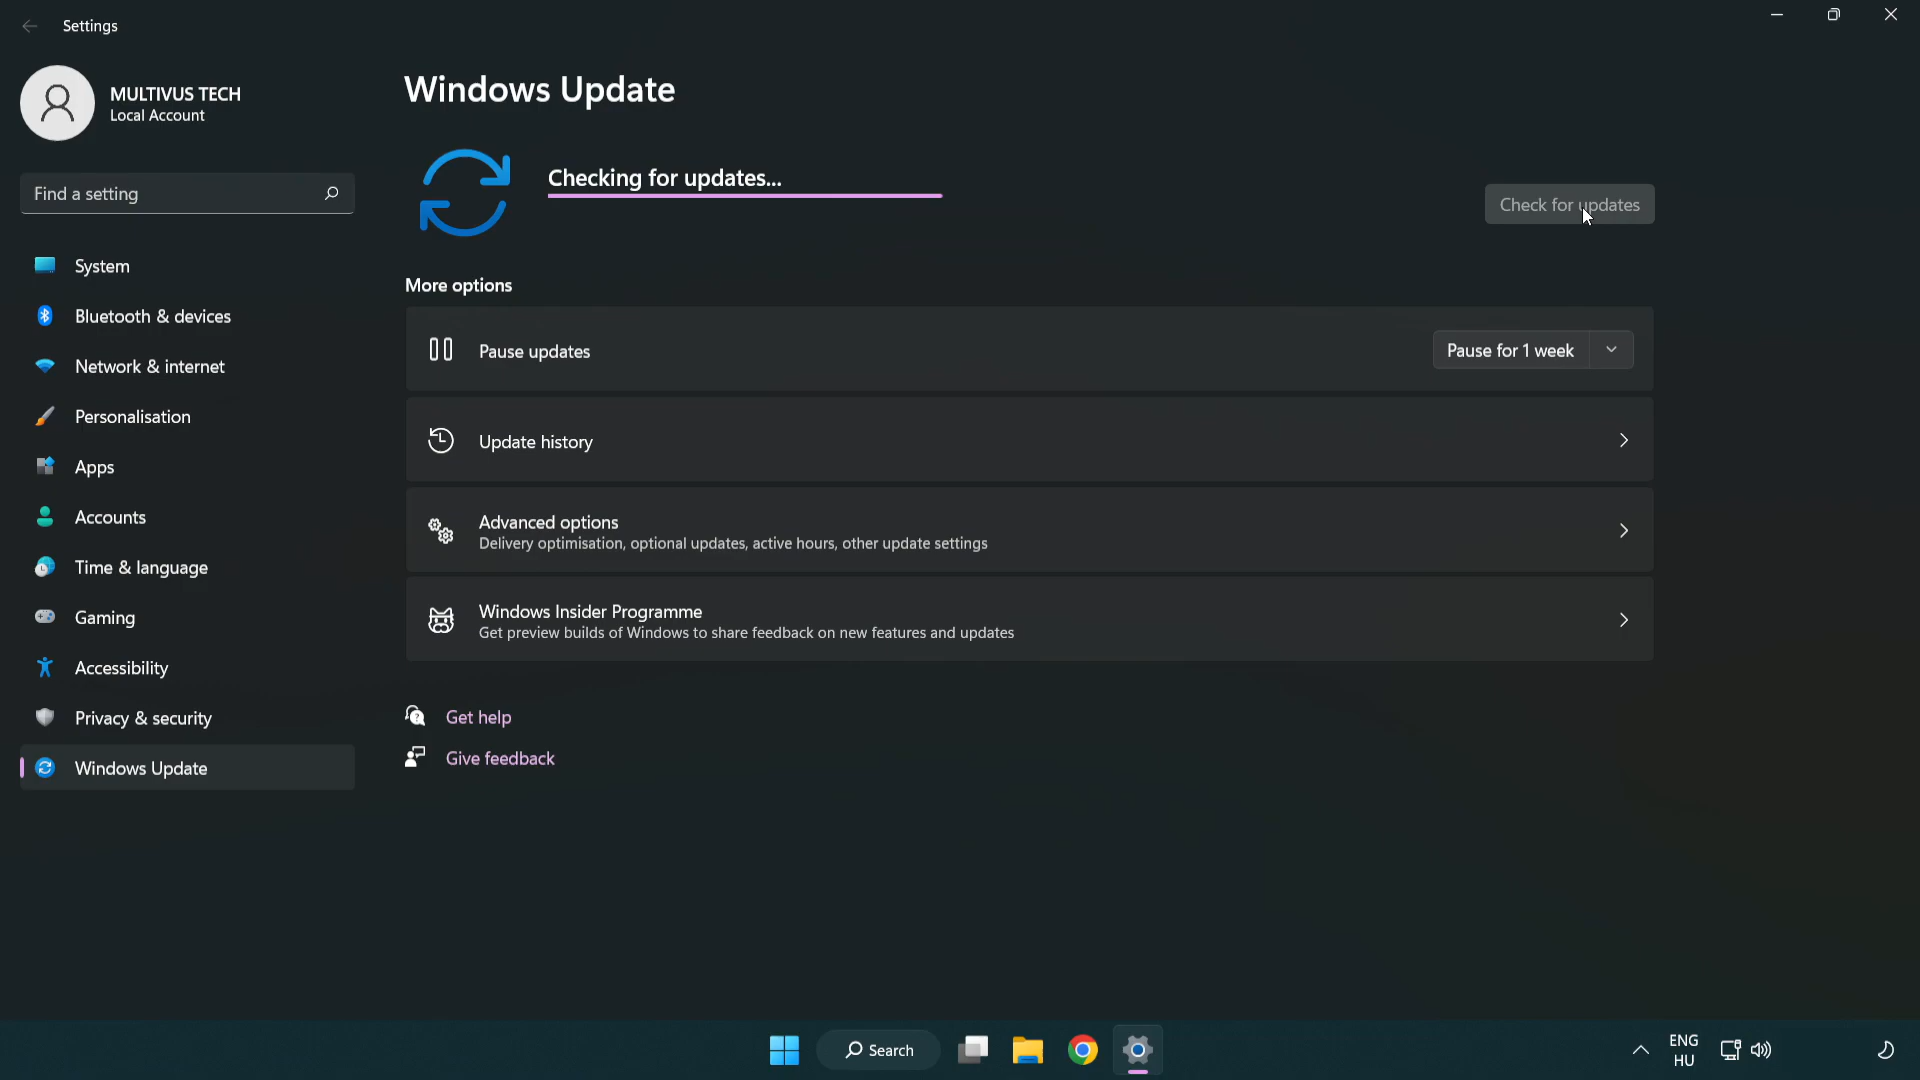 Settings
MULTIVUS TECH
Local Account
Find a setting
System
Bluetooth & devices
Network & internet
Personalisation
Apps
Accounts
Time & language
Gaming
Accessibility
Privacy & security
Windows Update
Windows Update
Checking for updates...
Check for updates
More options
Pause updates
Pause for 1 week
Update history
Advanced options
Delivery optimisation, optional updates, active hours, other update settings
Windows Insider Programme
Get preview builds of Windows to share feedback on new features and updates
Get help
Give feedback
Search
ENG
HU